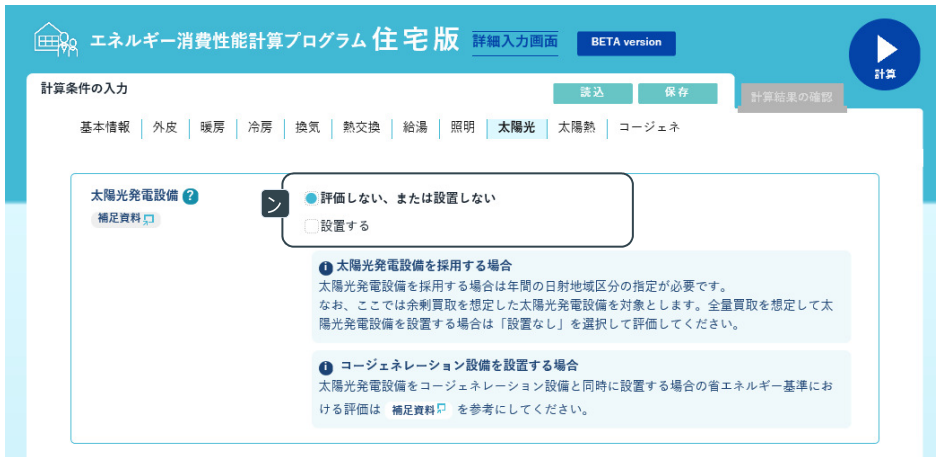 エネルギー消費性能計算プログラム 住宅版 詳細入力画面 BETA version
計算
計算条件の入力 読込 保存 計算結果の確認
基本情報 外皮 暖房 冷房 換気 熱交換 給湯 照明 太陽光 太陽熱 コージェネ
太陽光発電設備 ?
補足資料
ン
評価しない、または設置しない
設置する
i 太陽光発電設備を採用する場合
太陽光発電設備を採用する場合は年間の日射地域区分の指定が必要です。
なお、ここでは余剰買取を想定した太陽光発電設備を対象とします。全量買取を想定して太
陽光発電設備を設置する場合は「設置なし」を選択して評価してください。
i コージェネレーション設備を設置する場合
太陽光発電設備をコージェネレーション設備と同時に設置する場合の省エネルギー基準にお
ける評価は 補足資料 を参考にしてください。